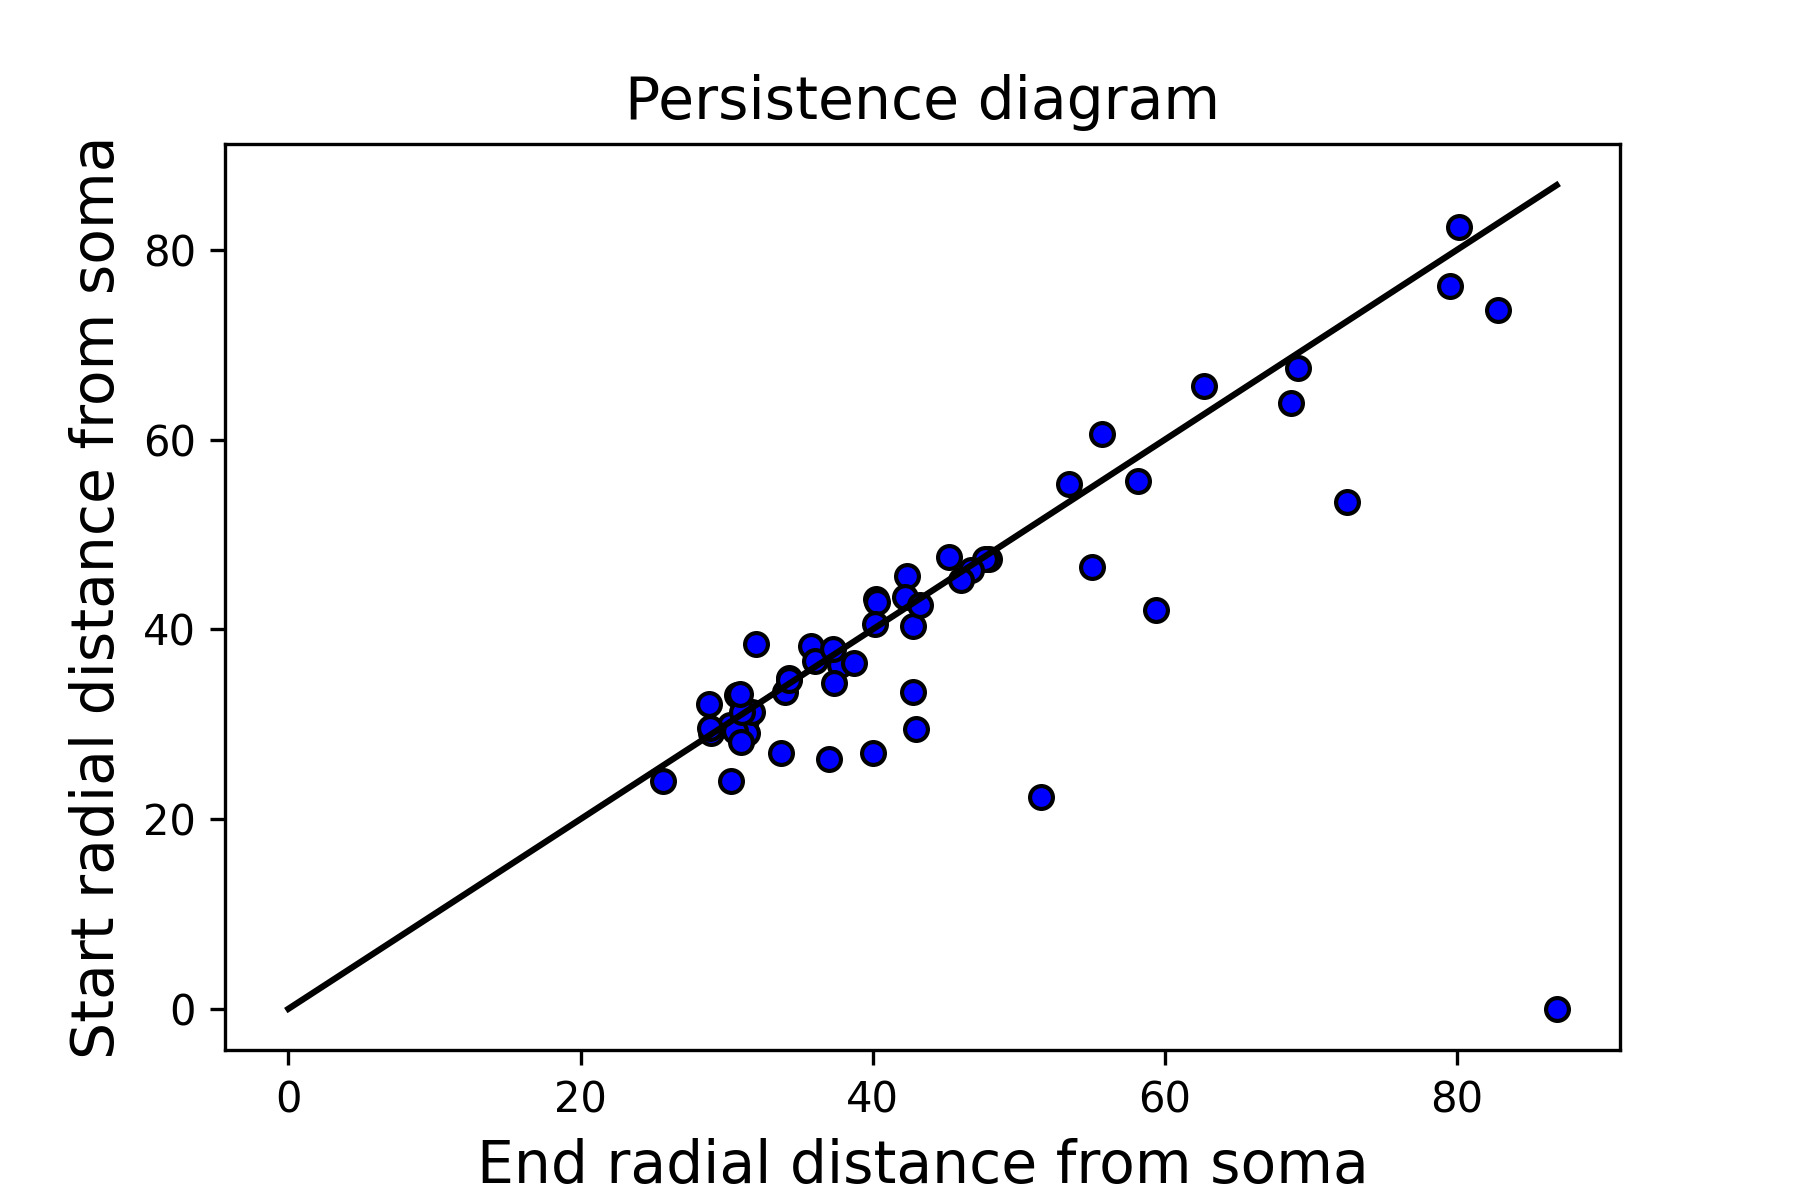 Persistence diagram
Start radial distance from soma
80
60
40
20
0
0 20 40 60 80
End radial distance from soma